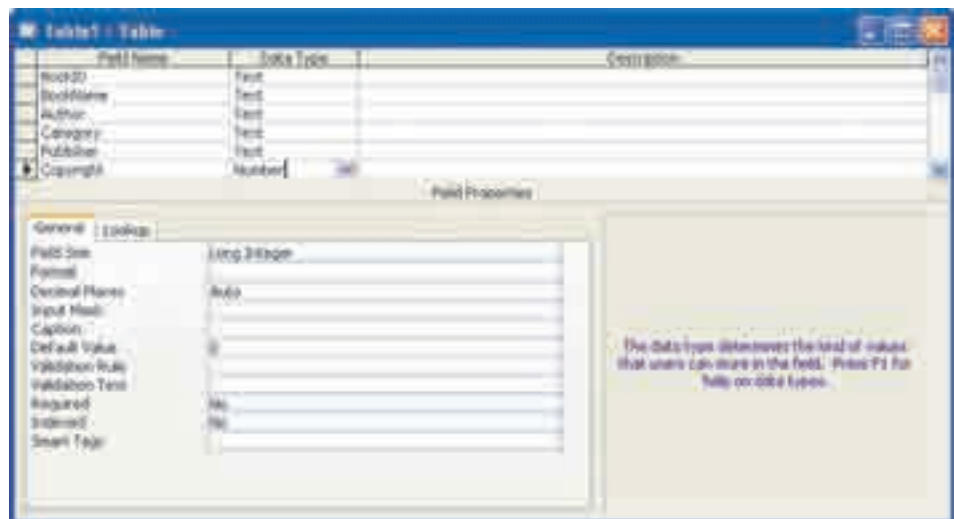 Table1 : Table
Field Name Data Type Description
BookID Text
BookName Text
Author Text
Category Text
Publisher Text
Copyright Number
Field Properties
General Lookup
Field Size Long Integer
Format
Decimal Places Auto
Input Mask
Caption
Default Value 0
Validation Rule
Validation Text
Required No
Indexed No
Smart Tags
The data type determines the kind of values
that users can store in the field. Press F1 for
help on data types.